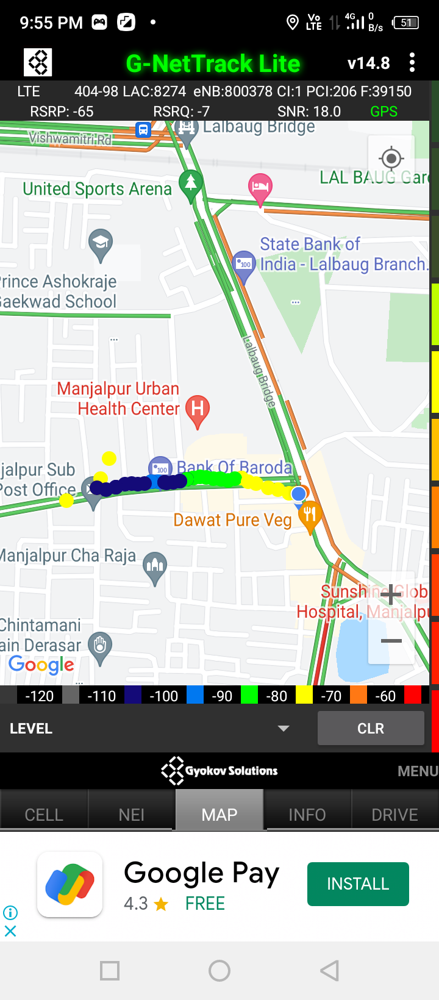 9:55 PM
Vo LTE 4G 0 B/s 51
G-NetTrack Lite v14.8
LTE 404-98 LAC:8274 eNB:800378 CI:1 PCI:206 F:39150
RSRP: -65 RSRQ: -7 SNR: 18.0 GPS
Lalbaug Bridge
Vishwamitri Rd
LAL BAUG Gar
United Sports Arena
State Bank of
India - Lalbaug Branch.
100
rince Ashokraje
Gaekwad School
Lalbaug Bridge
Manjalpur Urban
Health Center
H
jalpur Sub
Post Office
100
Bank Of Baroda
Dawat Pure Veg
Manjalpur Cha Raja
Sunshine Glob
Hospital, Manjalpu
Chintamani
ain Derasar
Google
-120 -110 -100 -90 -80 -70 -60
LEVEL CLR
Gyokov Solutions MENU
CELL NEI MAP INFO DRIVE
Google Pay
4.3 FREE
INSTALL